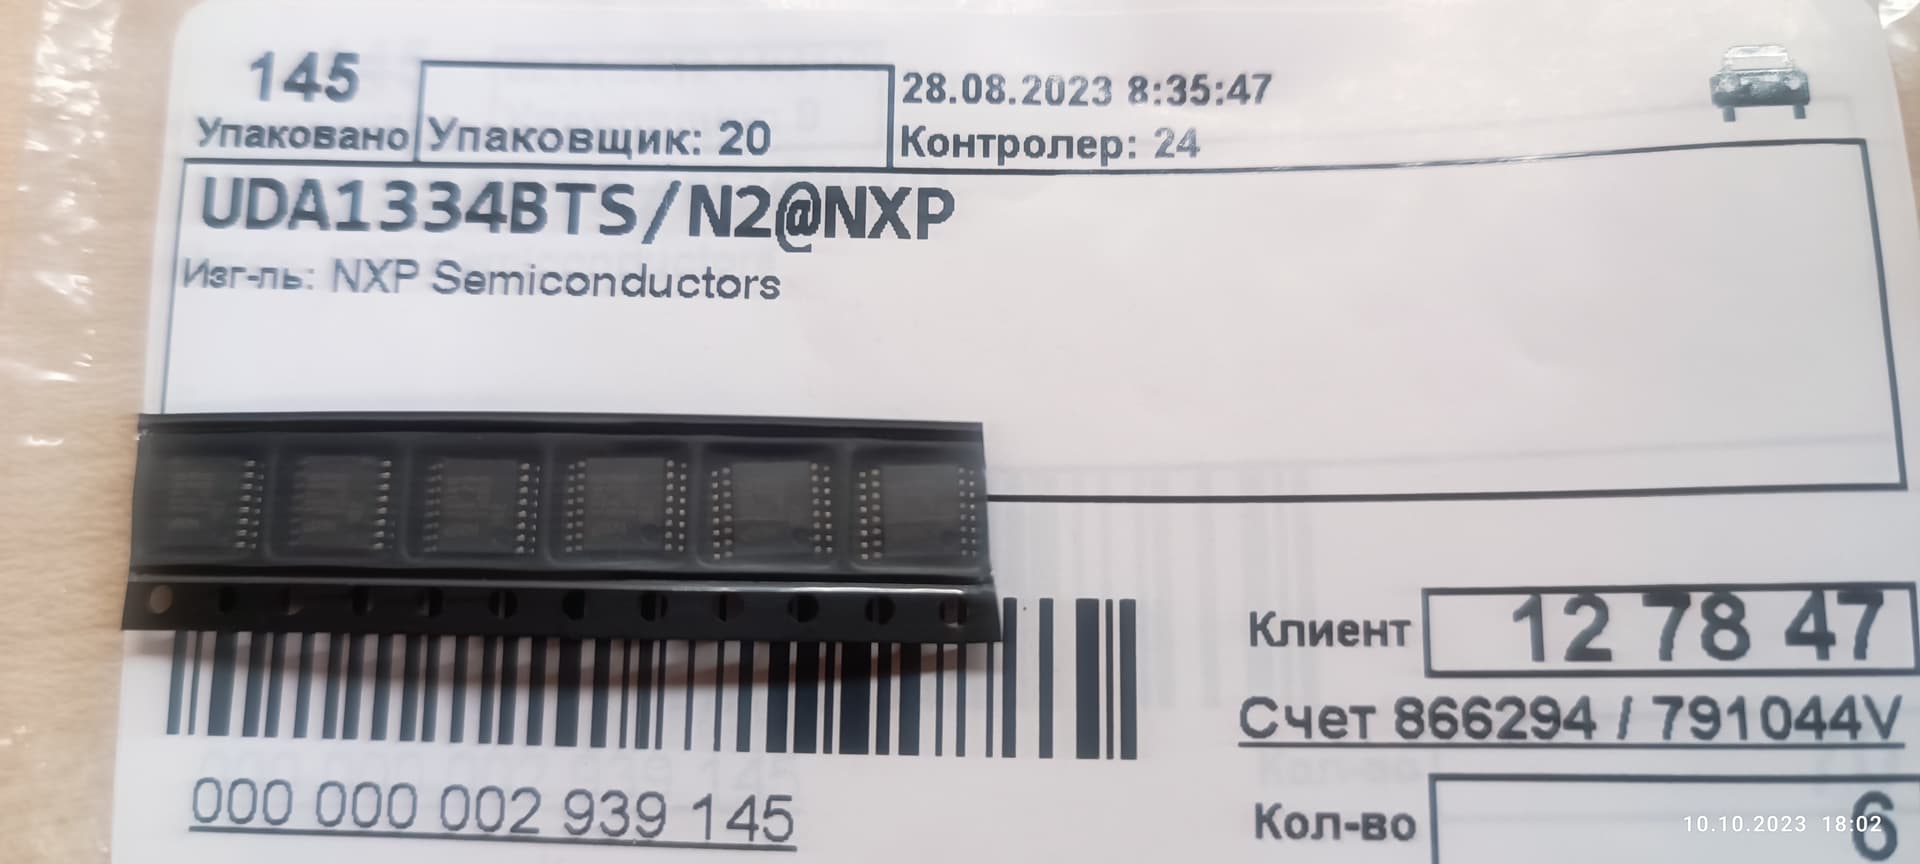 145
28.08.2023 8:35:47
Упаковано Упаковщик: 20
Контролер: 24
UDA1334BTS/N2@NXP
Изг-ль: NXP Semiconductors
Клиент 12 78 47
Счет 866294 / 791044V
000 000 002 939 145
Кол-во 6
10.10.2023 18:02